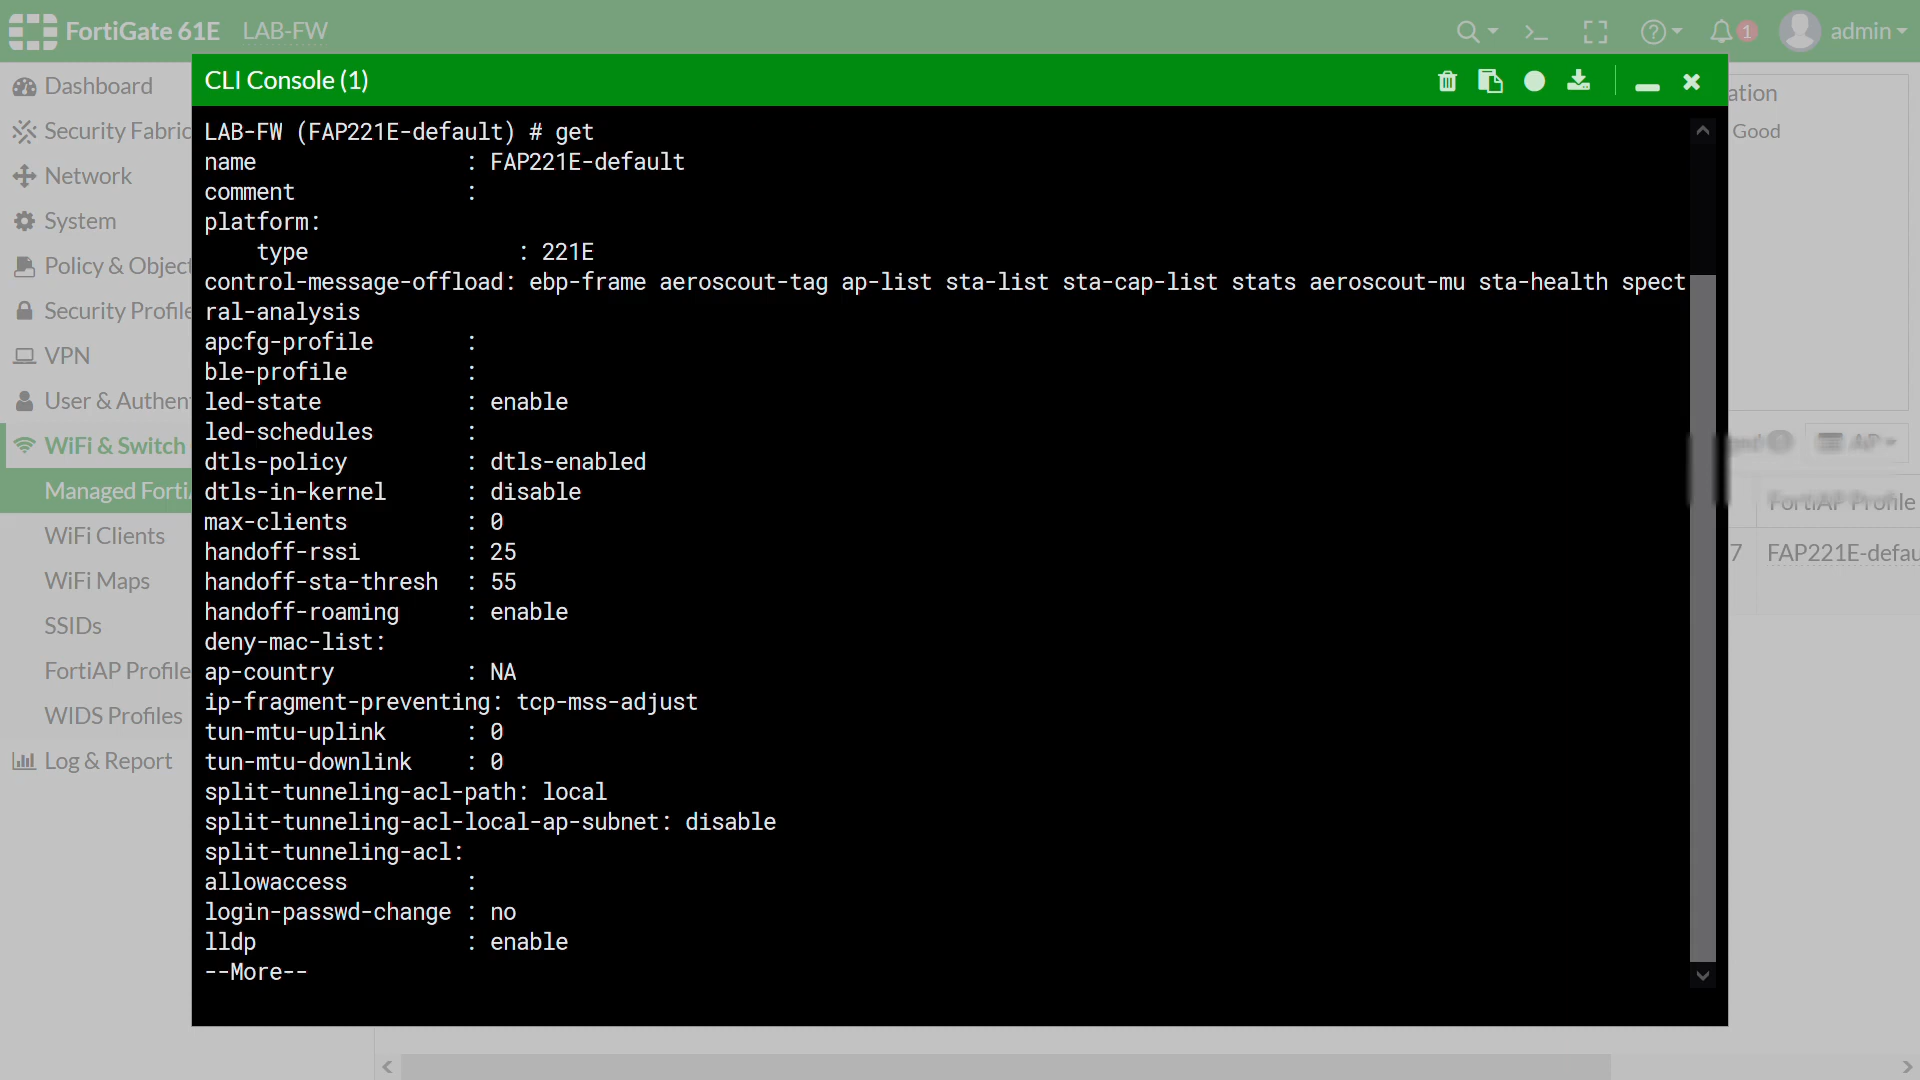 FortiGate 61E LAB-FW
1 admin
Dashboard
Security Fabric
Network
System
Policy & Object
Security Profile
VPN
User & Authent
WiFi & Switch
Managed Forti
WiFi Clients
WiFi Maps
SSIDs
FortiAP Profile
WIDS Profiles
Log & Report
CLI Console (1)
LAB-FW (FAP221E-default) # get
name : FAP221E-default
comment :
platform:
type : 221E
control-message-offload: ebp-frame aeroscout-tag ap-list sta-list sta-cap-list stats aeroscout-mu sta-health spect
ral-analysis
apcfg-profile :
ble-profile :
led-state : enable
led-schedules :
dtls-policy : dtls-enabled
dtls-in-kernel : disable
max-clients : 0
handoff-rssi : 25
handoff-sta-thresh : 55
handoff-roaming : enable
deny-mac-list:
ap-country : NA
ip-fragment-preventing: tcp-mss-adjust
tun-mtu-uplink : 0
tun-mtu-downlink : 0
split-tunneling-acl-path: local
split-tunneling-acl-local-ap-subnet: disable
split-tunneling-acl:
allowaccess :
login-passwd-change : no
lldp : enable
--More--
ation
Good
AP
FortiAP Profile
7 FAP221E-defau